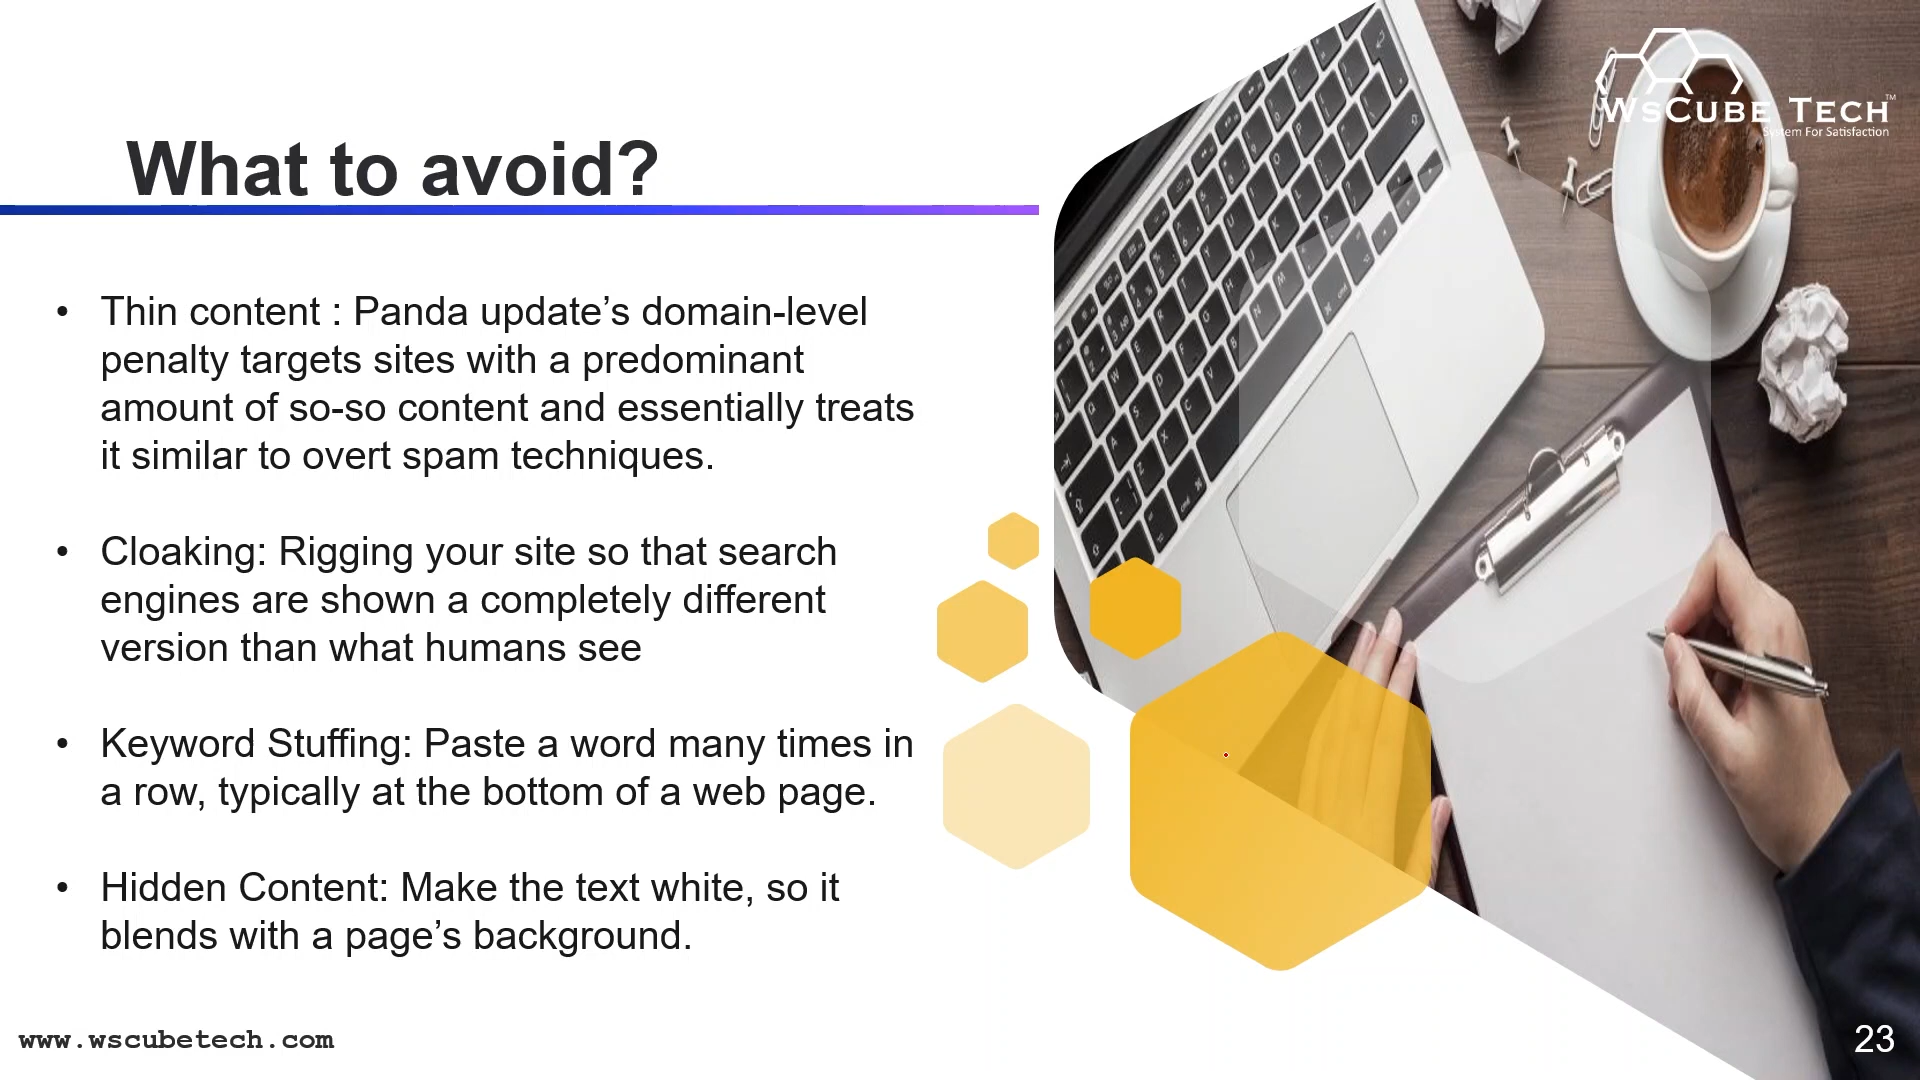 WsCube Tech™
System For Satisfaction
What to avoid?
• Thin content : Panda update’s domain-level
penalty targets sites with a predominant
amount of so-so content and essentially treats
it similar to overt spam techniques.
• Cloaking: Rigging your site so that search
engines are shown a completely different
version than what humans see
• Keyword Stuffing: Paste a word many times in
a row, typically at the bottom of a web page.
• Hidden Content: Make the text white, so it
blends with a page’s background.
www.wscubetech.com
23